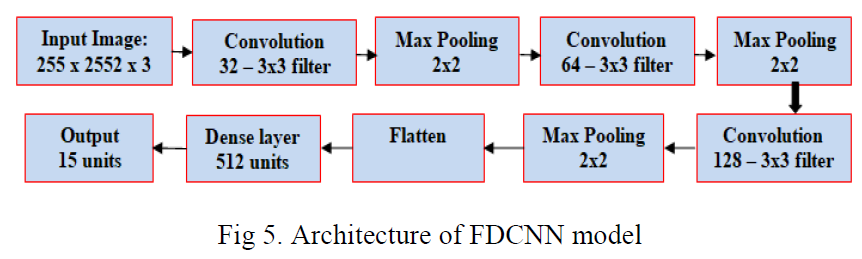 Input Image:
255 x 2552 x 3
Convolution
32 – 3x3 filter
Max Pooling
2x2
Convolution
64 – 3x3 filter
Max Pooling
2x2
Convolution
128 – 3x3 filter
Max Pooling
2x2
Flatten
Dense layer
512 units
Output
15 units
Fig 5. Architecture of FDCNN model